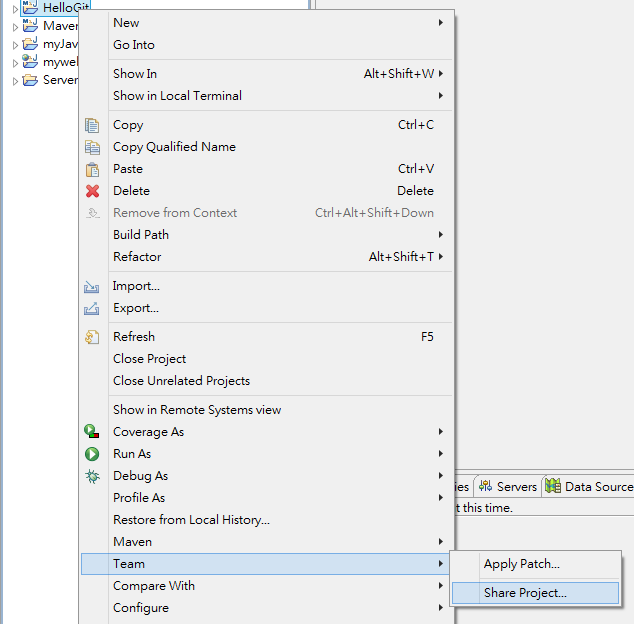 HelloGit
Maven
myJav
mywel
Server
New
Go Into
Show In Alt+Shift+W
Show in Local Terminal
Copy Ctrl+C
Copy Qualified Name
Paste Ctrl+V
Delete Delete
Remove from Context Ctrl+Alt+Shift+Down
Build Path
Refactor Alt+Shift+T
Import...
Export...
Refresh F5
Close Project
Close Unrelated Projects
Show in Remote Systems view
Coverage As
Run As
Debug As
Profile As
Restore from Local History...
Maven
Team
Compare With
Configure
Apply Patch...
Share Project...
ies Servers Data Source
t this time.